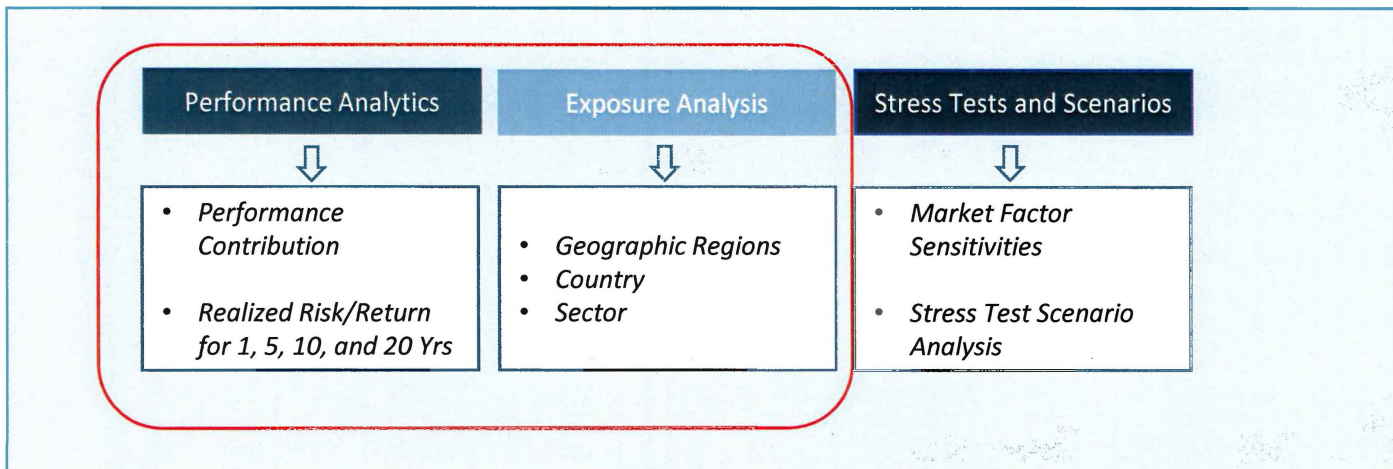 Performance Analytics
Exposure Analysis
Stress Tests and Scenarios
• Performance
Contribution
• Realized Risk/Return
for 1, 5, 10, and 20 Yrs
• Geographic Regions
• Country
• Sector
• Market Factor
Sensitivities
• Stress Test Scenario
Analysis